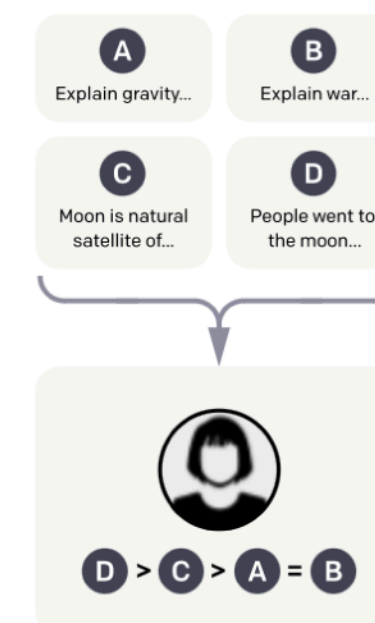 A
Explain gravity...
B
Explain war...
C
Moon is natural
satellite of...
D
People went to
the moon...
D > C > A = B